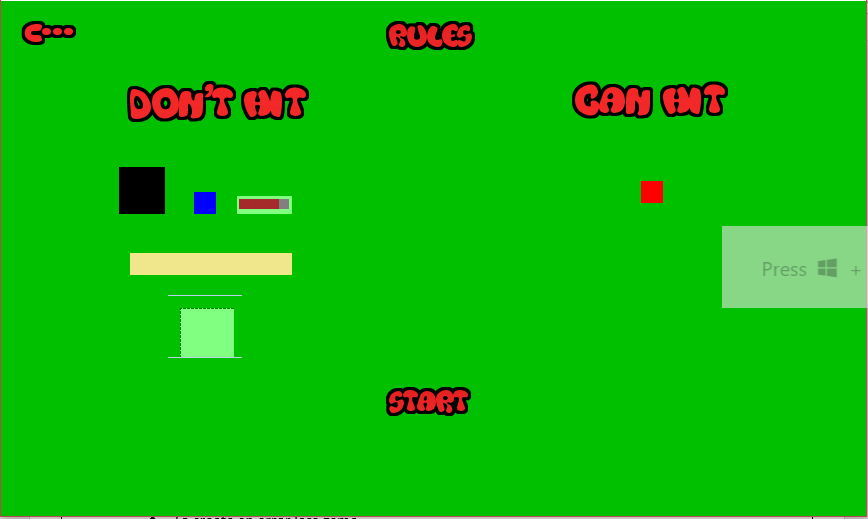 C•••
RULES
DON'T HIT
CAN HIT
Press +
START